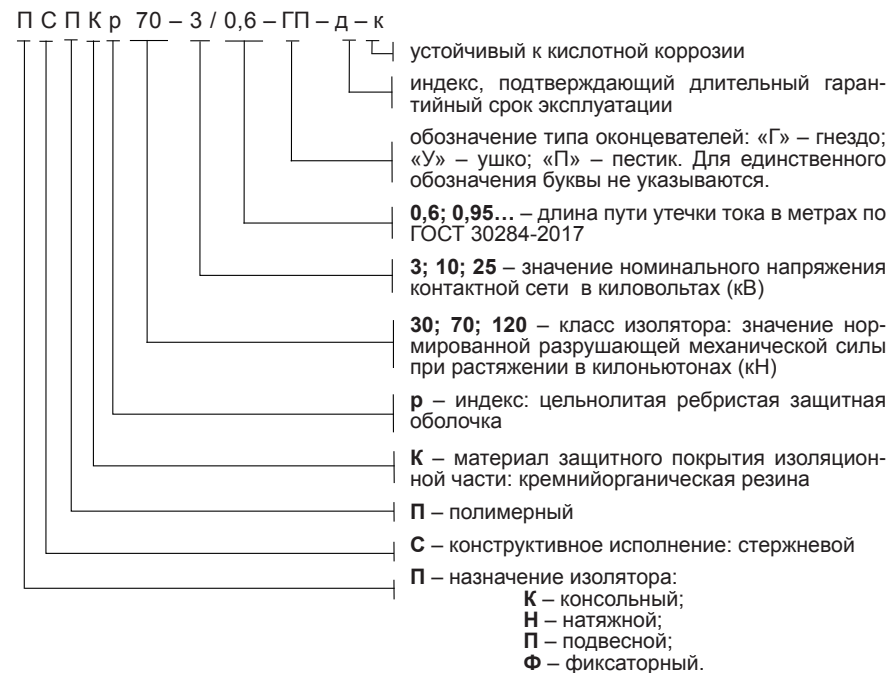 П С П К р 70 – 3 / 0,6 – ГП – д – к
устойчивый к кислотной коррозии
индекс, подтверждающий длительный гаран-
тийный срок эксплуатации
обозначение типа оконцевателей: «Г» – гнездо;
«У» – ушко; «П» – пестик. Для единственного
обозначения буквы не указываются.
0,6; 0,95… – длина пути утечки тока в метрах по
ГОСТ 30284-2017
3; 10; 25 – значение номинального напряжения
контактной сети в киловольтах (кВ)
30; 70; 120 – класс изолятора: значение нор-
мированной разрушающей механической силы
при растяжении в килоньютонах (кН)
р – индекс: цельнолитая ребристая защитная
оболочка
К – материал защитного покрытия изоляцион-
ной части: кремнийорганическая резина
П – полимерный
С – конструктивное исполнение: стержневой
П – назначение изолятора:
К – консольный;
Н – натяжной;
П – подвесной;
Ф – фиксаторный.